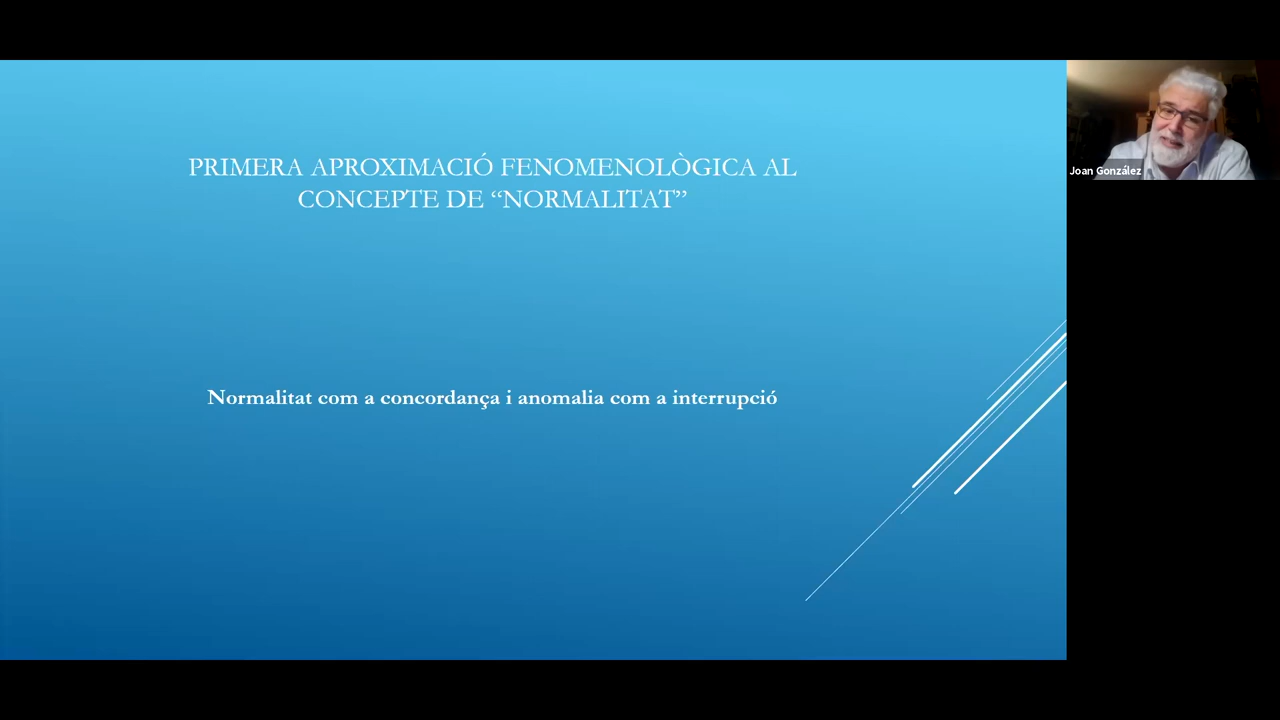 PRIMERA APROXIMACIÓ FENOMENOLÒGICA AL
CONCEPTE DE “NORMALITAT”
Normalitat com a concordança i anomalia com a interrupció
Joan González